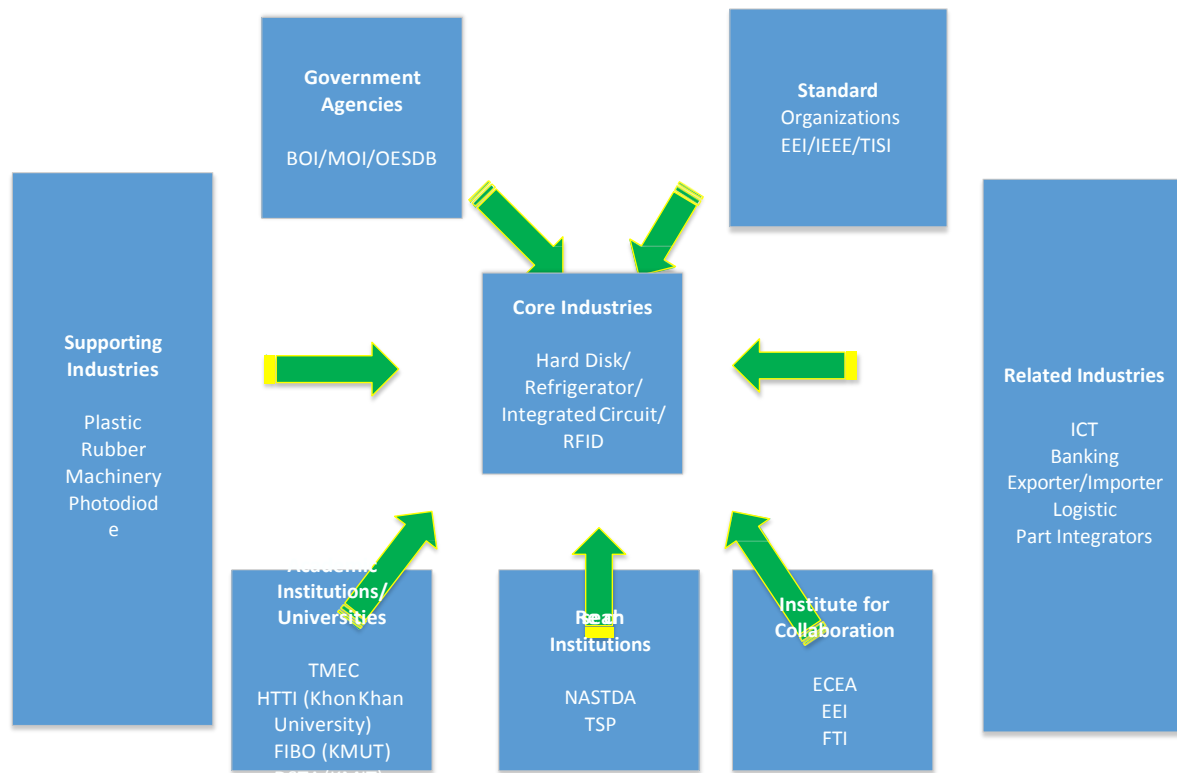 Government
Agencies
BOI/MOI/OESDB
Standard
Organizations
EEI/IEEE/TISI
Supporting
Industries
Plastic
Rubber
Machinery
Photodiod
e
Core Industries
Hard Disk/
Refrigerator/
Integrated Circuit/
RFID
Related Industries
ICT
Banking
Exporter/Importer
Logistic
Part Integrators
Academic
Institutions/
Universities
TMEC
HTTI (Khon Khan
University)
FIBO (KMUT)
Institutions
NASTDA
TSP
Institute for
Collaboration
ECEA
EEI
FTI